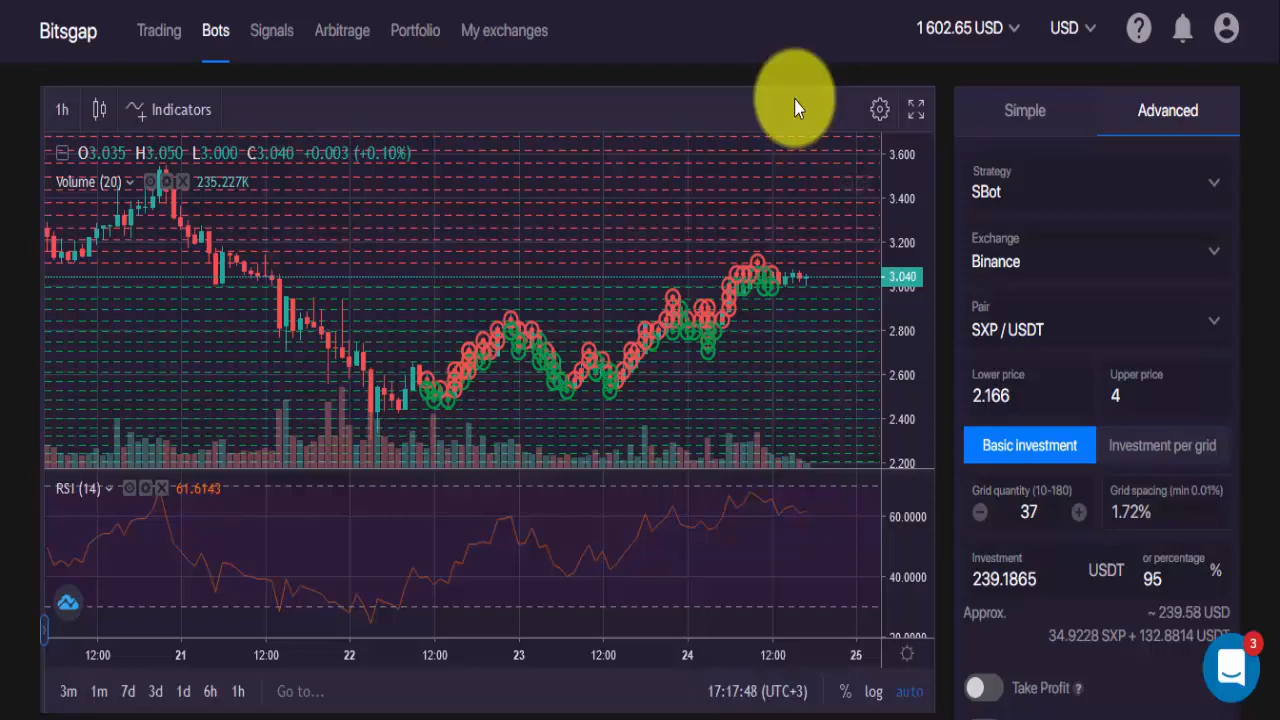 Bitsgap Trading Bots Signals Arbitrage Portfolio My exchanges 1 602.65 USD USD
1h Indicators
Simple Advanced
O3.035 H3.050 L3.000 C3.040 +0.003 (+0.10%)
Volume (20) 235.227K
3.600
3.400
3.200
3.040
3.000
2.800
2.600
2.400
2.200
RSI (14) 61.6143
60.0000
40.0000
20.0000
12:00 21 12:00 22 12:00 23 12:00 24 12:00 25
3m 1m 7d 3d 1d 6h 1h Go to... 17:17:48 (UTC+3) % log auto
Strategy
SBot
Exchange
Binance
Pair
SXP / USDT
Lower price Upper price
2.166 4
Basic investment Investment per grid
Grid quantity (10-180) Grid spacing (min 0.01%)
37 1.72%
Investment or percentage
239.1865 USDT 95 %
Approx. ~ 239.58 USD
34.9228 SXP + 132.8814 USDT
3
Take Profit ?